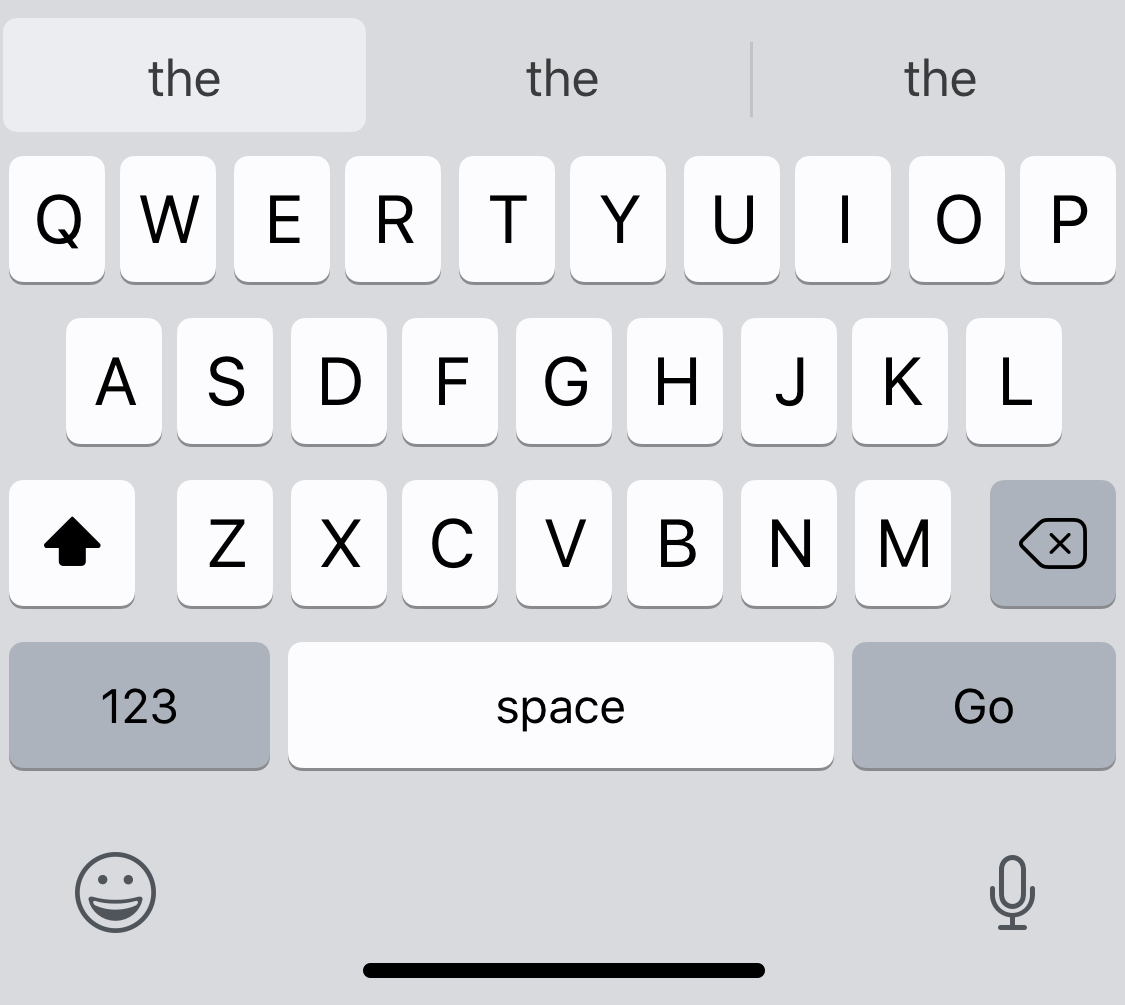 the the the
Q W E R T Y U I O P
A S D F G H J K L
Z X C V B N M
123 space Go